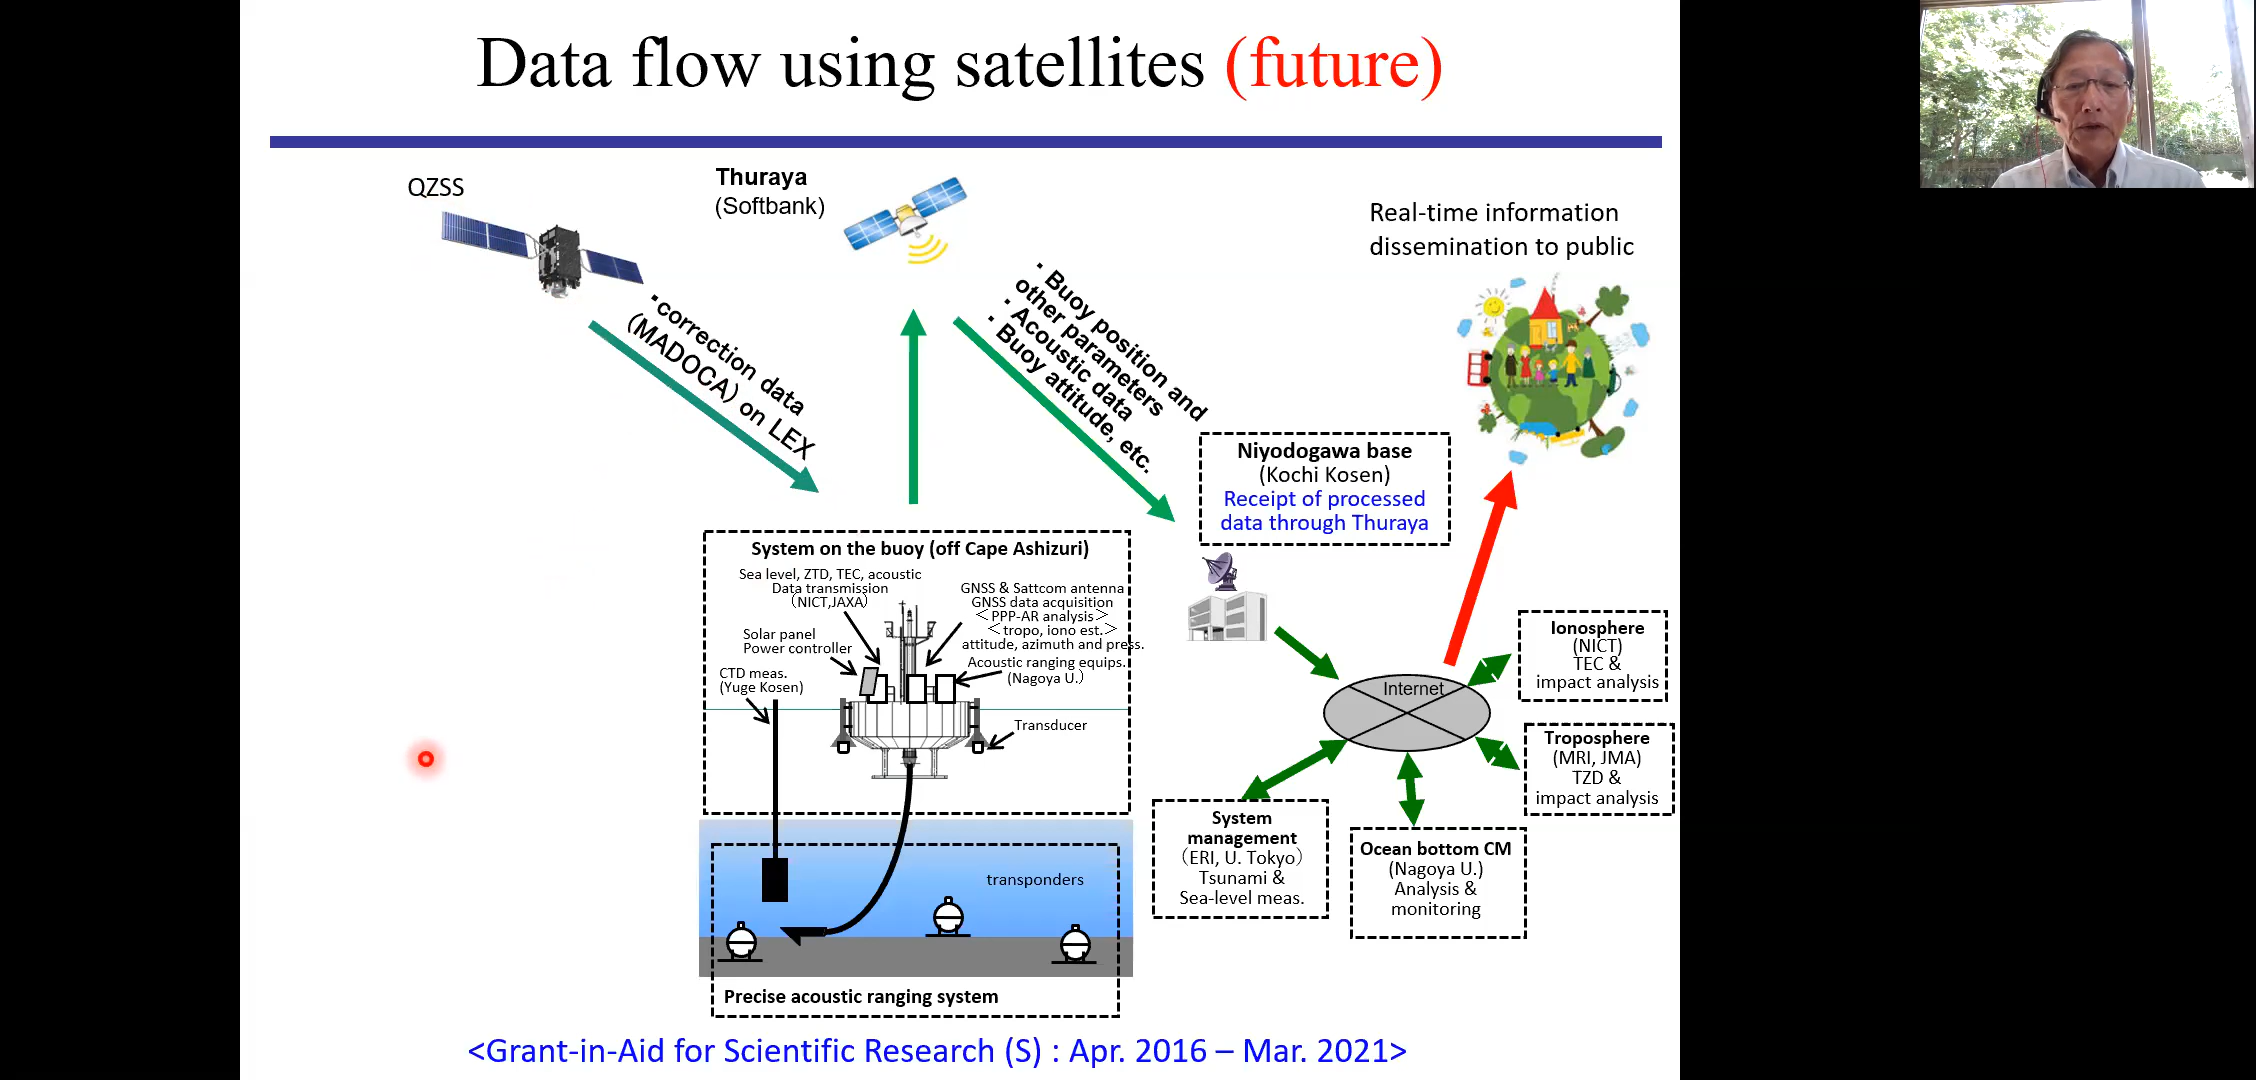 Data flow using satellites (future)
QZSS
Thuraya
(Softbank)
Real-time information
dissemination to public
・correction data
(MADOCA) on LEX
・Buoy position and
other parameters
・Acoustic data
・Buoy attitude, etc.
Niyodogawa base
(Kochi Kosen)
Receipt of processed
data through Thuraya
System on the buoy (off Cape Ashizuri)
Sea level, ZTD, TEC, acoustic
Data transmission
（NICT,JAXA）
GNSS & Sattcom antenna
GNSS data acquisition
＜PPP-AR analysis＞
＜tropo, iono est.＞
attitude, azimuth and press.
Solar panel
Power controller
Acoustic ranging equips.
(Nagoya U.）
CTD meas.
(Yuge Kosen)
Transducer
transponders
Precise acoustic ranging system
Internet
Ionosphere
(NICT)
TEC &
impact analysis
Troposphere
(MRI, JMA)
TZD &
impact analysis
System
management
（ERI, U. Tokyo）
Tsunami &
Sea-level meas.
Ocean bottom CM
(Nagoya U.)
Analysis &
monitoring
<Grant-in-Aid for Scientific Research (S) : Apr. 2016 – Mar. 2021>